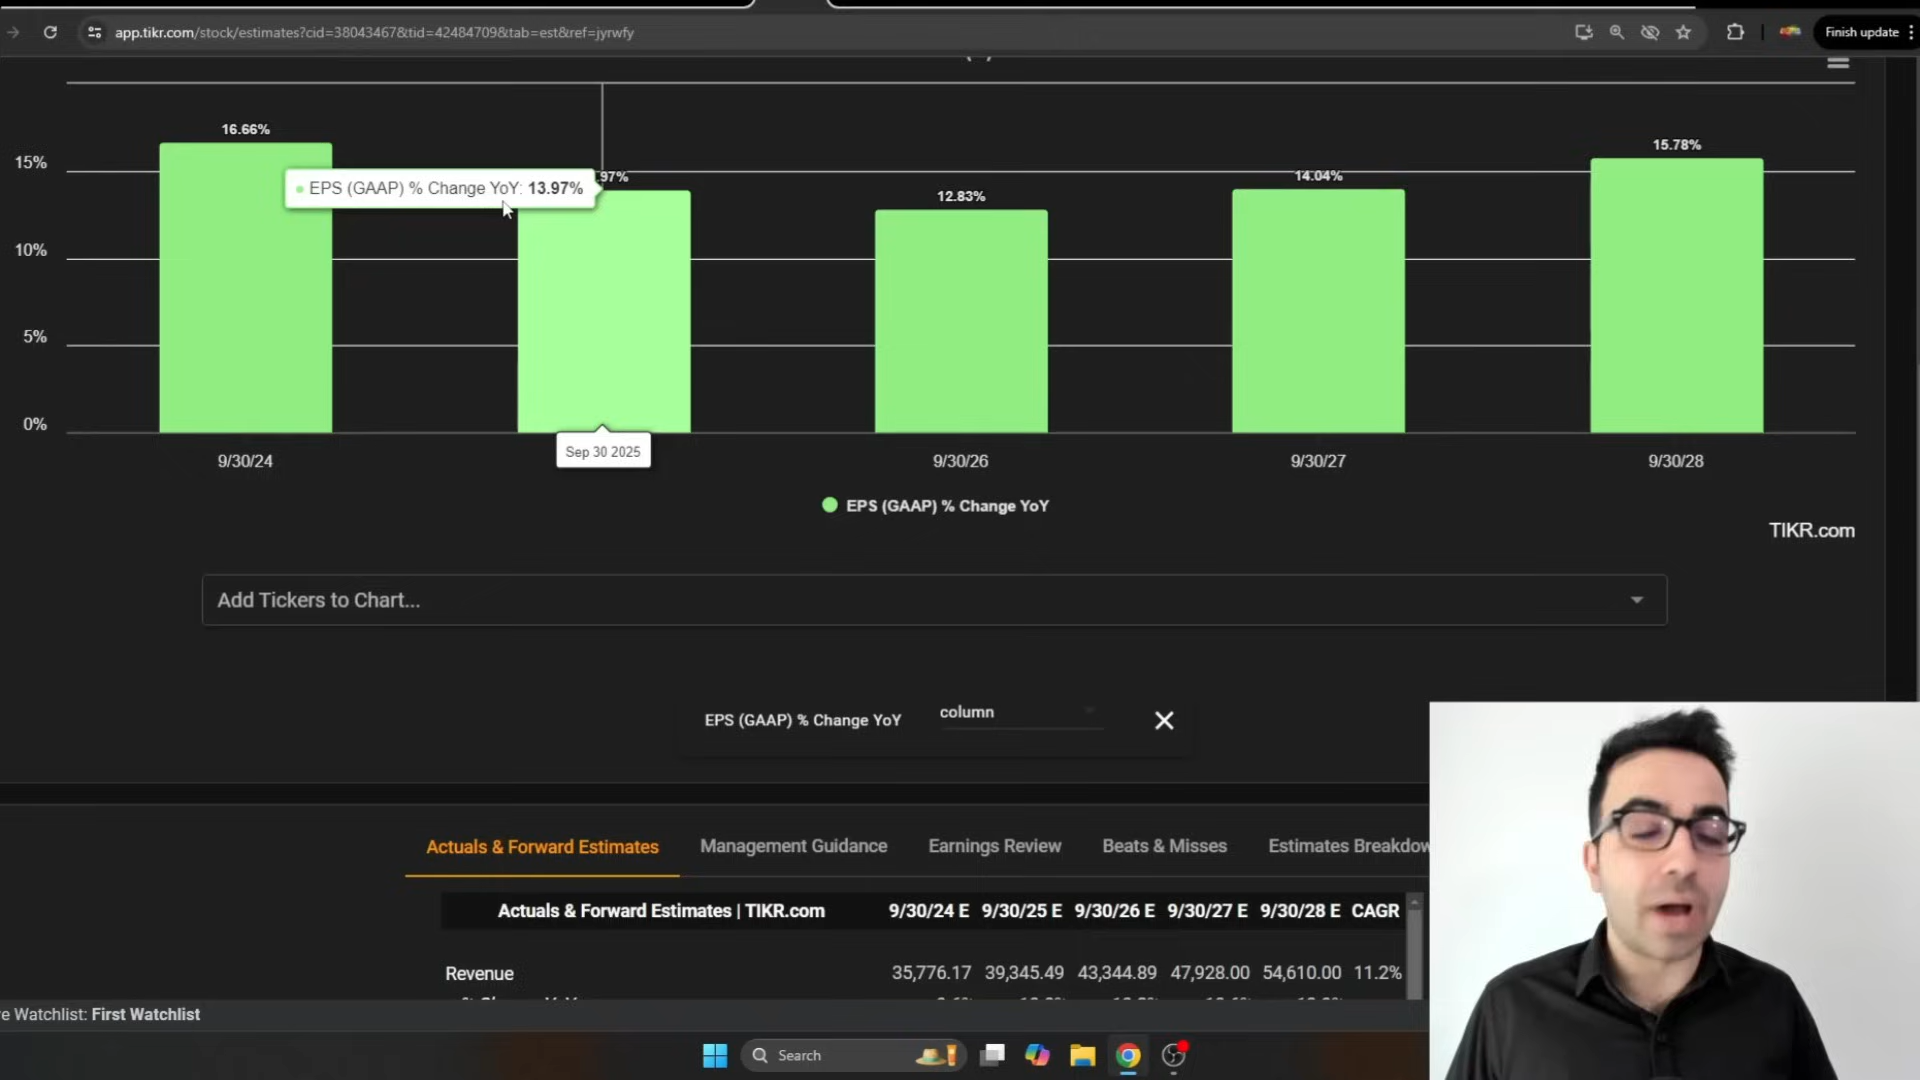 app.tikr.com/stock/estimates?cid=38043467&tid=42484709&tab=est&ref=jyrwfy
Finish update
16.66%
.97%
12.83%
14.04%
15.78%
EPS (GAAP) % Change YoY: 13.97%
15%
10%
5%
0%
9/30/24
Sep 30 2025
9/30/26
9/30/27
9/30/28
EPS (GAAP) % Change YoY
TIKR.com
Add Tickers to Chart...
EPS (GAAP) % Change YoY
column
Actuals & Forward Estimates
Management Guidance
Earnings Review
Beats & Misses
Estimates Breakdow
Actuals & Forward Estimates | TIKR.com 9/30/24 E 9/30/25 E 9/30/26 E 9/30/27 E 9/30/28 E CAGR
Revenue 35,776.17 39,345.49 43,344.89 47,928.00 54,610.00 11.2%
e Watchlist: First Watchlist
Search